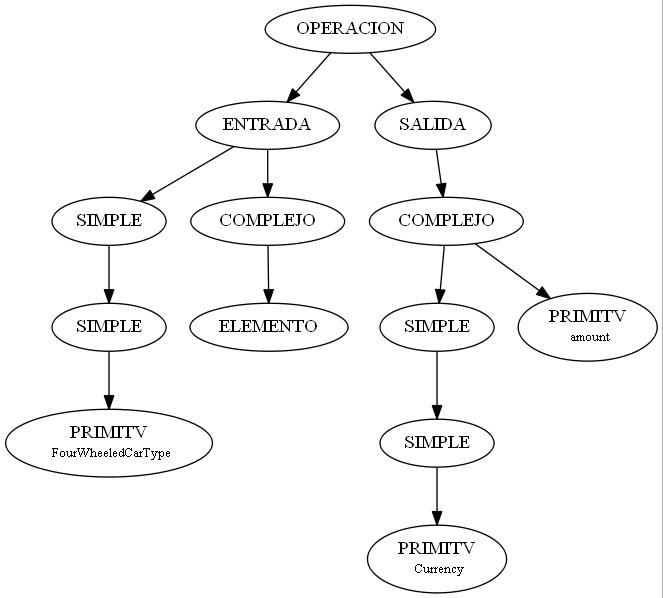 OPERACION
ENTRADA
SALIDA
SIMPLE
COMPLEJO
COMPLEJO
SIMPLE
ELEMENTO
SIMPLE
PRIMITV
amount
PRIMITV
FourWheeledCarType
SIMPLE
PRIMITV
Currency